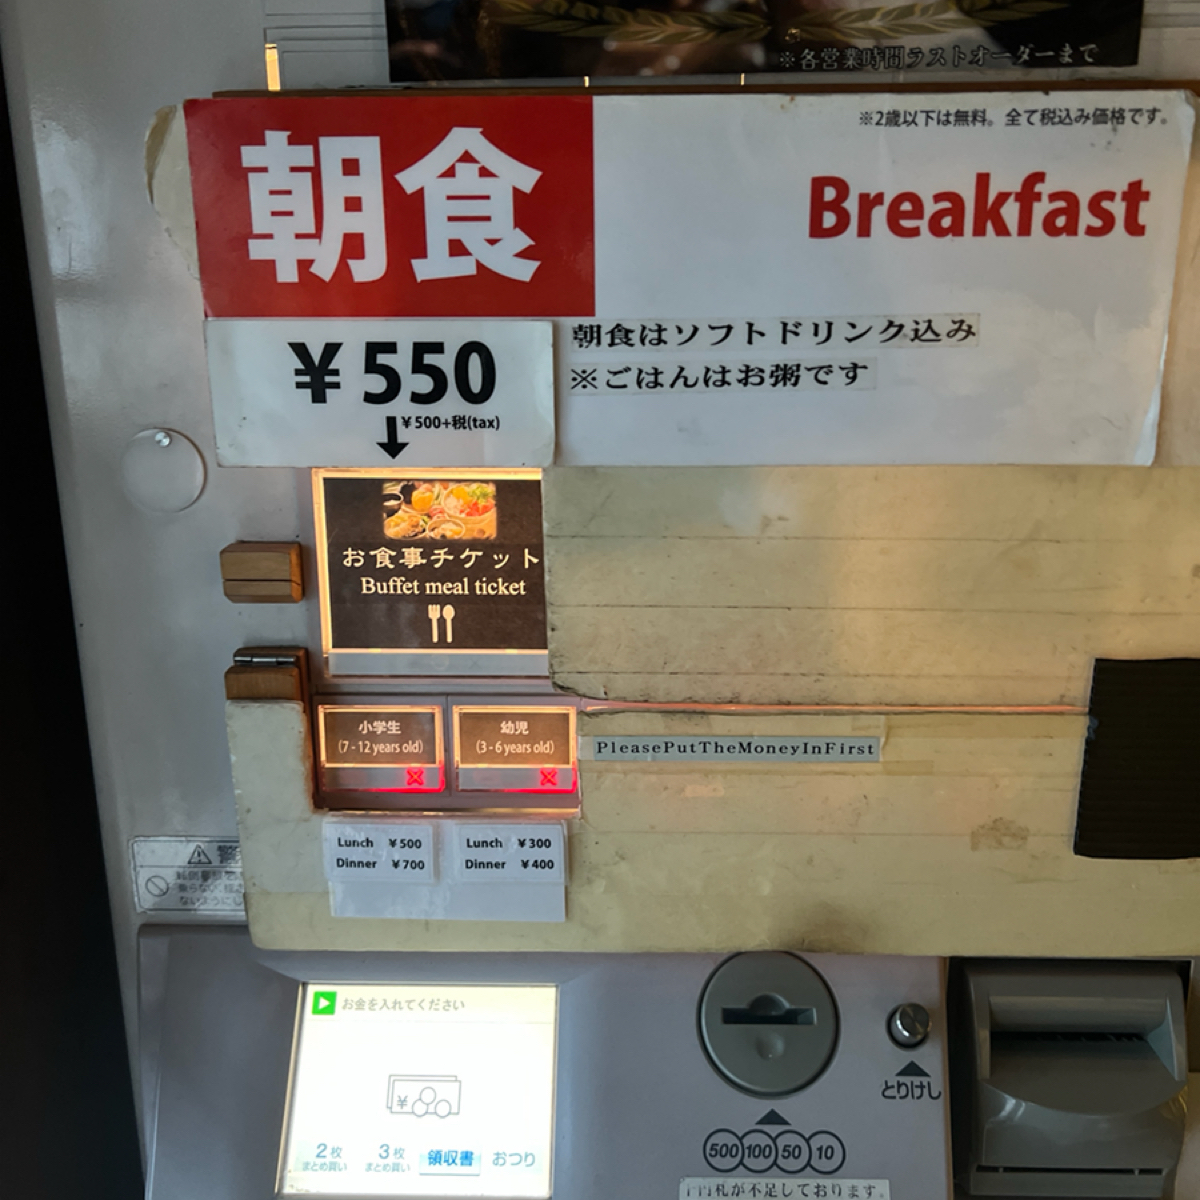 ※各営業時間ラストオーダーまで
※2歳以下は無料。全て税込み価格です。
朝食
Breakfast
¥550
¥500+税(tax)
朝食はソフトドリンク込み
※ごはんはお粥です
お食事チケット
Buffet meal ticket
小学生
(7 - 12 years old)
幼児
(3 - 6 years old)
PleasePutTheMoneyInFirst
Lunch ¥500
Dinner ¥700
Lunch ¥300
Dinner ¥400
お金を入れてください
¥
2枚
まとめ買い
3枚
まとめ買い
領収書
おつり
とりけし
500 100 50 10
札が不足しております。